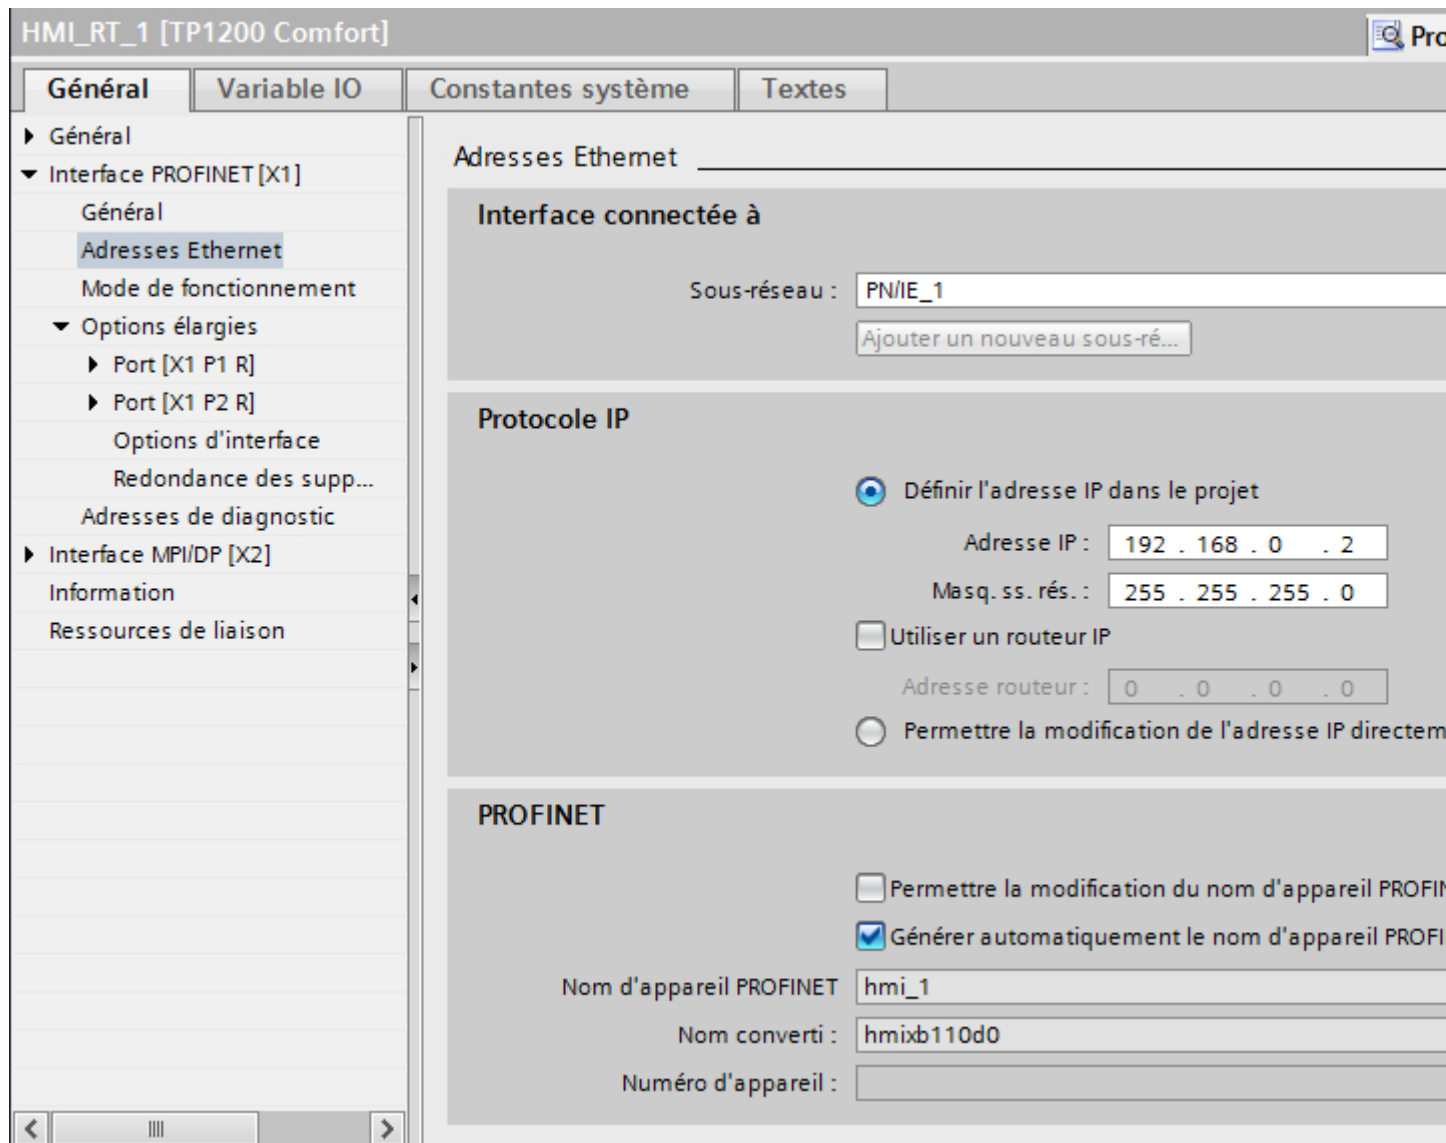 HMI_RT_1 [TP1200 Comfort]
Pro
Général
Variable IO
Constantes système
Textes
Général
Interface PROFINET [X1]
Général
Adresses Ethernet
Mode de fonctionnement
Options élargies
Port [X1 P1 R]
Port [X1 P2 R]
Options d'interface
Redondance des supp...
Adresses de diagnostic
Interface MPI/DP [X2]
Information
Ressources de liaison
Adresses Ethernet
Interface connectée à
Sous-réseau : PN/IE_1
Ajouter un nouveau sous-ré...
Protocole IP
Définir l'adresse IP dans le projet
Adresse IP : 192 . 168 . 0 . 2
Masq. ss. rés. : 255 . 255 . 255 . 0
Utiliser un routeur IP
Adresse routeur : 0 . 0 . 0 . 0
Permettre la modification de l'adresse IP directem
PROFINET
Permettre la modification du nom d'appareil PROFIN
Générer automatiquement le nom d'appareil PROFI
Nom d'appareil PROFINET hmi_1
Nom converti : hmixb110d0
Numéro d'appareil :